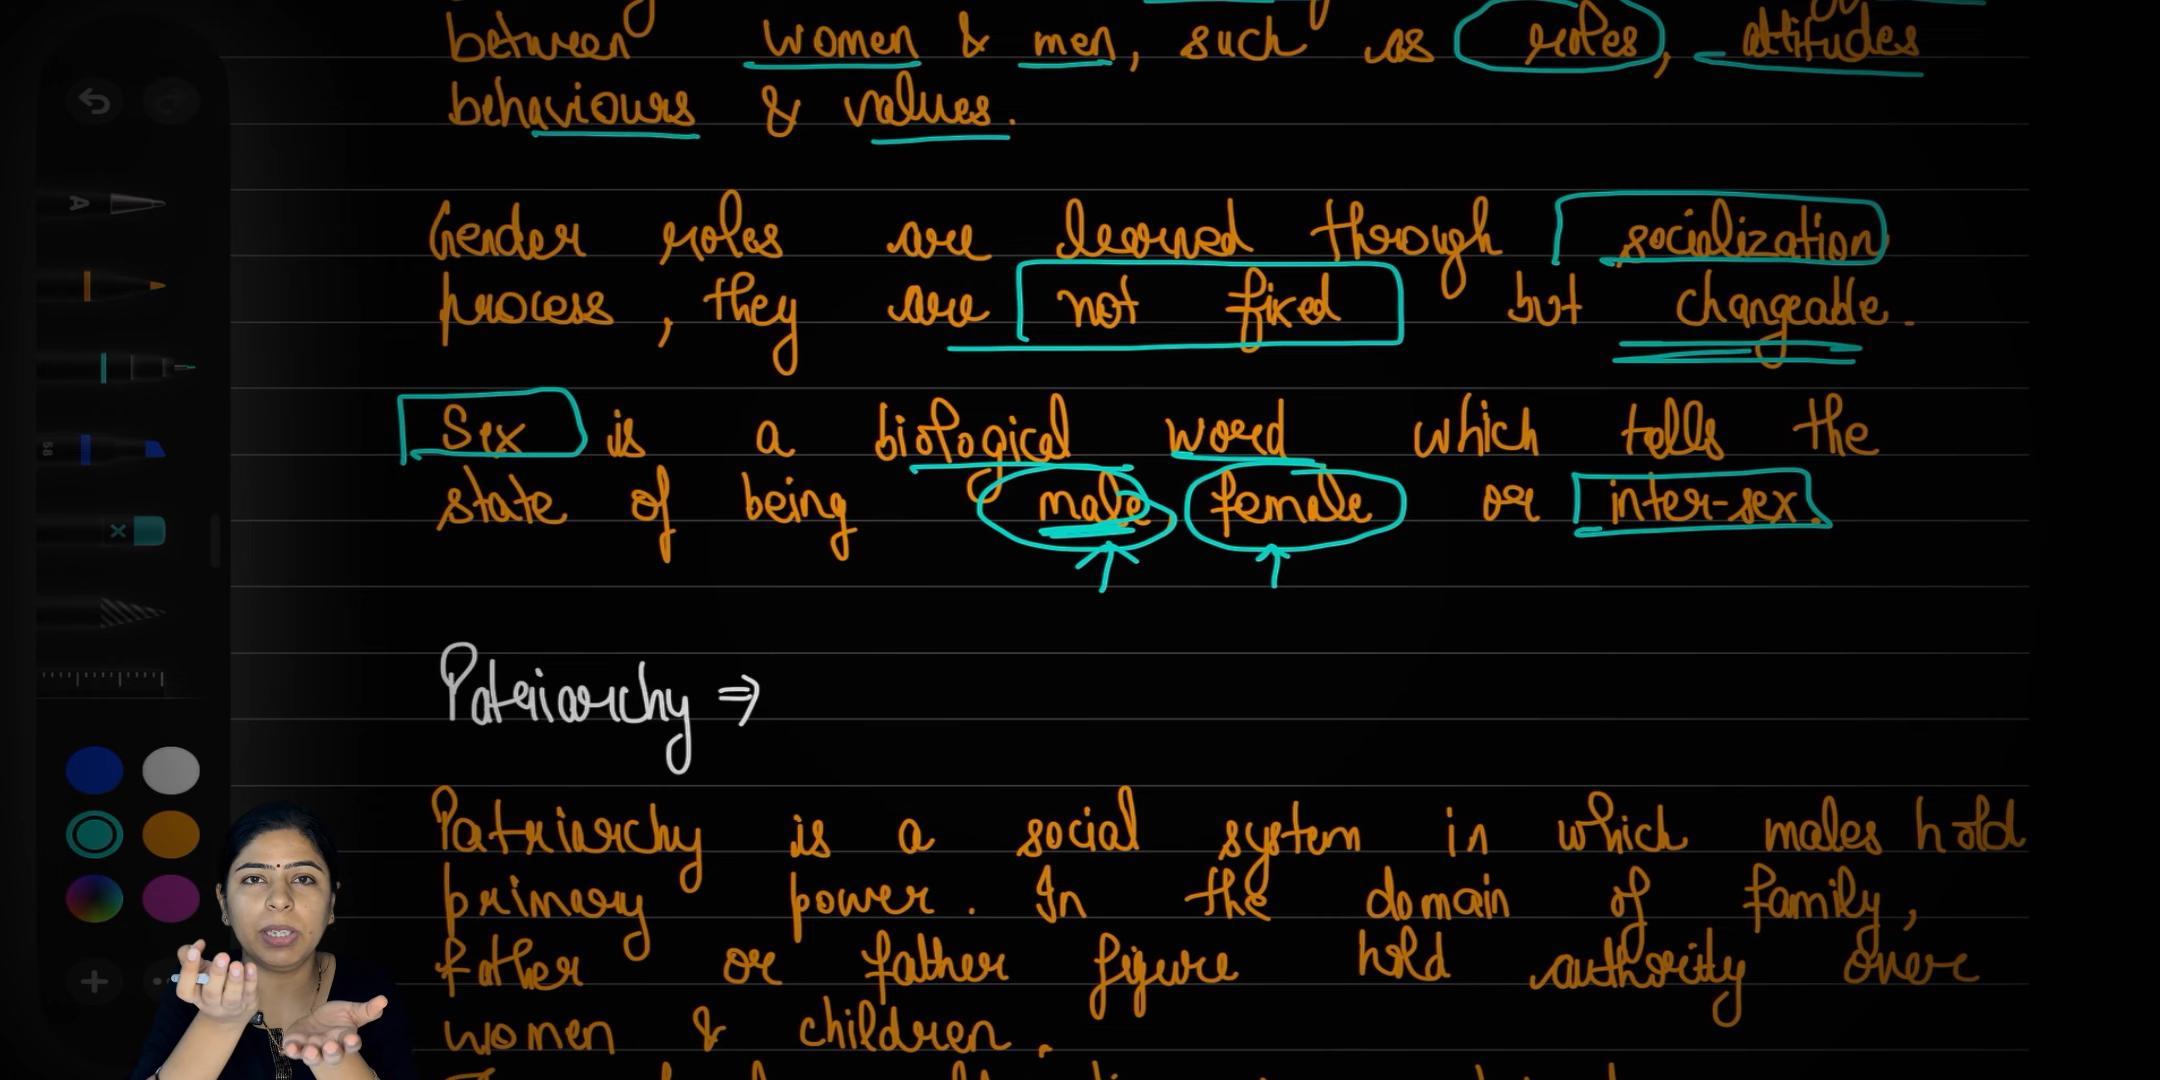 between women & men, such as roles, attitudes
behaviours & values.
Gender roles are learned through socialization
process, they are not fixed but changeable.
Sex is a biological word which tells the
state of being male, female or inter-sex.
Patriarchy ⇒
Patriarchy is a social system in which males hold
primary power. In the domain of family,
father or father figure hold authority over
women & children.